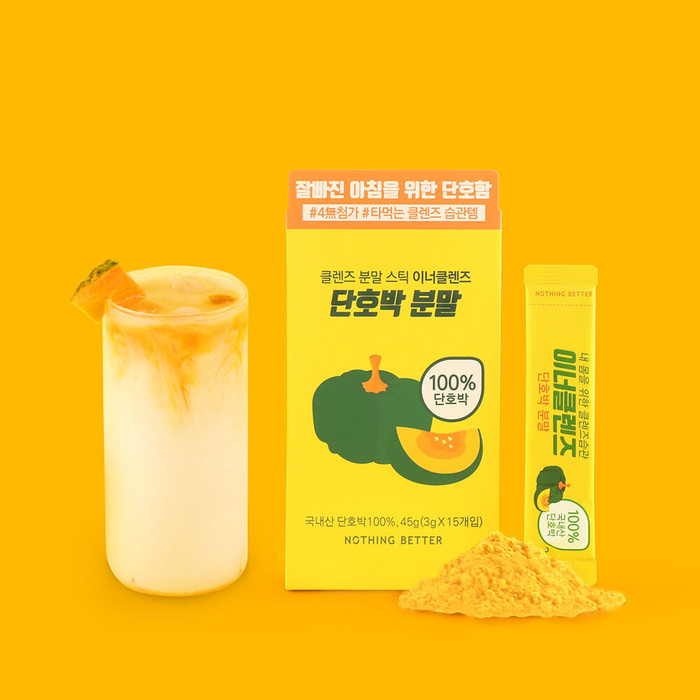 잘빠진 아침을 위한 단호함
#4無첨가 #타먹는 클렌즈 습관템
클렌즈 분말 스틱 이너클렌즈
단호박 분말
100%
단호박
국내산 단호박100%, 45g(3gX15개입)
NOTHING BETTER
NOTHING BETTER
내 몸을 위한 클렌즈습관
이너클렌즈
단호박 분말
100%
국내산
단호박